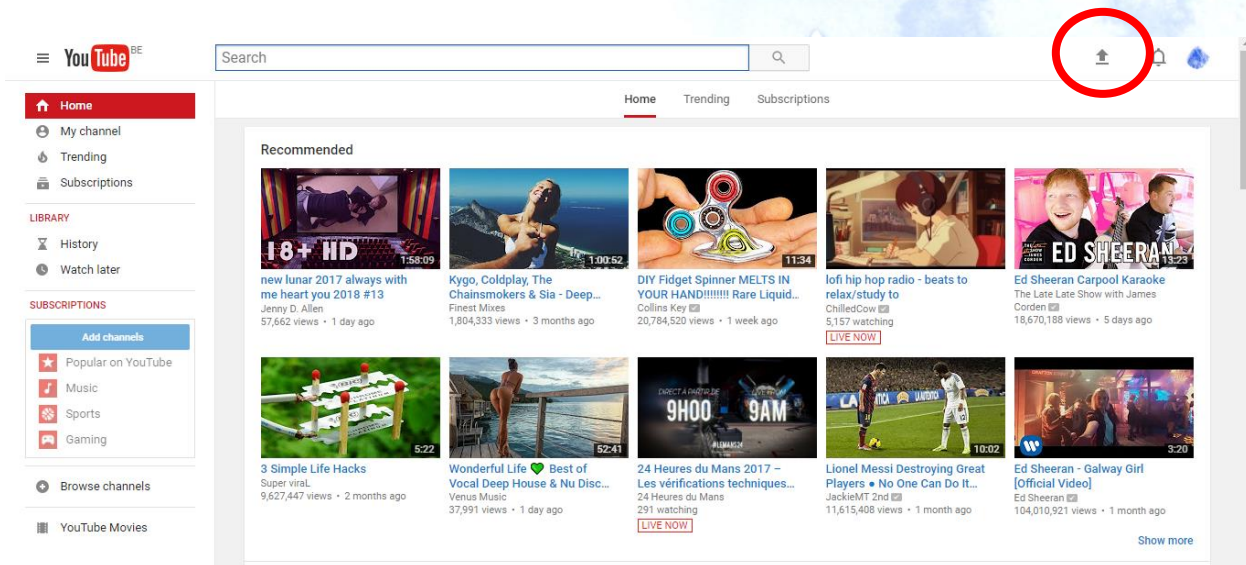 YouTube BE
Search
Home
My channel
Trending
Subscriptions
LIBRARY
History
Watch later
SUBSCRIPTIONS
Add channels
Popular on YouTube
Music
Sports
Gaming
Browse channels
YouTube Movies
Home Trending Subscriptions
Recommended
18+ HD
1:58:09
new lunar 2017 always with
me heart you 2018 #13
Jenny D. Allen
57,662 views • 1 day ago
1:00:52
Kygo, Coldplay, The
Chainsmokers & Sia - Deep...
Finest Mixes
1,804,333 views • 3 months ago
11:34
DIY Fidget Spinner MELTS IN
YOUR HAND!!!!!!!! Rare Liquid...
Collins Key
20,784,520 views • 1 week ago
lofi hip hop radio - beats to
relax/study to
ChilledCow
5,157 watching
LIVE NOW
ED SHEERAN
13:23
Ed Sheeran Carpool Karaoke
The Late Late Show with James
Corden
18,670,188 views • 5 days ago
5:22
3 Simple Life Hacks
Super viraL
9,627,447 views • 2 months ago
52:41
Wonderful Life 💚 Best of
Vocal Deep House & Nu Disc...
Venus Music
37,991 views • 1 day ago
9H00 9AM
#LEMANS24
24 Heures du Mans 2017 –
Les vérifications techniques...
24 Heures du Mans
291 watching
LIVE NOW
10:02
Lionel Messi Destroying Great
Players ● No One Can Do It...
JackieMT 2nd
11,615,408 views • 1 month ago
3:20
Ed Sheeran - Galway Girl
[Official Video]
Ed Sheeran
104,010,921 views • 1 month ago
Show more